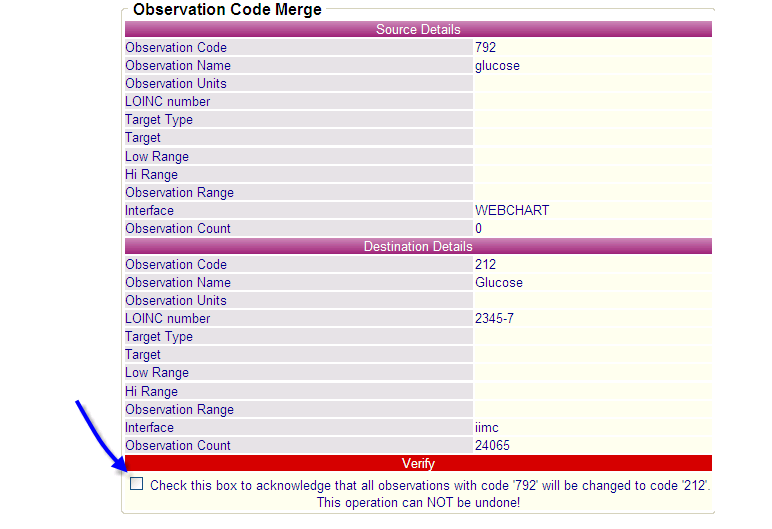 Observation Code Merge
Source Details
Observation Code 792
Observation Name glucose
Observation Units
LOINC number
Target Type
Target
Low Range
Hi Range
Observation Range
Interface WEBCHART
Observation Count 0
Destination Details
Observation Code 212
Observation Name Glucose
Observation Units
LOINC number 2345-7
Target Type
Target
Low Range
Hi Range
Observation Range
Interface iimc
Observation Count 24065
Verify
Check this box to acknowledge that all observations with code '792' will be changed to code '212'.
This operation can NOT be undone!